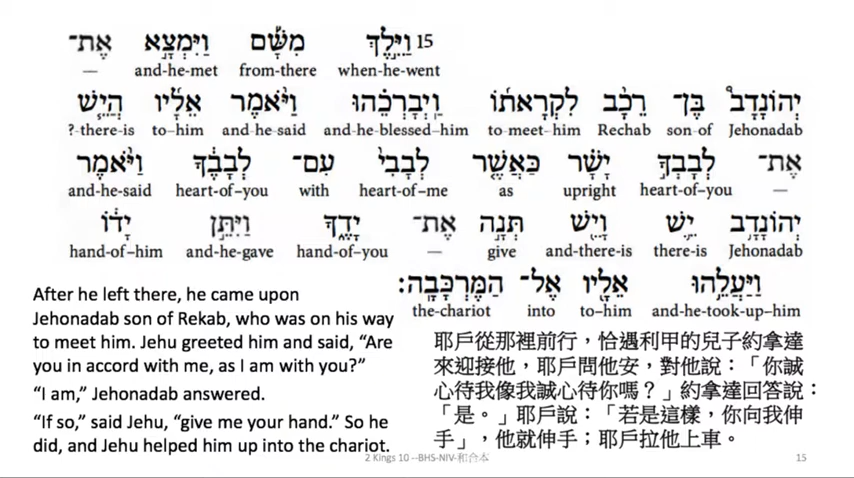 15 וַיֵּ֣לֶךְ מִשָּׁ֡ם וַיִּמְצָ֣א אֶת־
when-he-went from-there and-he-met —
יְהוֹנָדָב֩ בֶּן־ רֵכָ֨ב לִקְרָאת֜וֹ וַֽיְבָרְכֵ֗הוּ וַיֹּ֨אמֶר אֵלָ֜יו הֲיֵ֧שׁ
Jehonadab son-of Rechab to-meet-him and-he-blessed-him and-he-said to-him ?-there-is
אֶת־ לְבָבְךָ֣ יָשָׁ֗ר כַּאֲשֶׁ֤ר לְבָבִי֙ עִם־ לְבָבֶ֔ךָ וַיֹּ֨אמֶר
— heart-of-you upright as heart-of-me with heart-of-you and-he-said
יְהוֹנָדָ֥ב יֵ֛שׁ וָיֵ֖שׁ תְּנָ֣ה אֶת־ יָדֶ֑ךָ וַיִּתֵּ֣ן יָד֔וֹ
Jehonadab there-is and-there-is give — hand-of-you and-he-gave hand-of-him
וַיַּעֲלֵ֥הוּ אֵלָ֖יו אֶל־ הַמֶּרְכָּבָֽה׃
and-he-took-up-him to-him into the-chariot
After he left there, he came upon
Jehonadab son of Rekab, who was on his way
to meet him. Jehu greeted him and said, “Are
you in accord with me, as I am with you?”
“I am,” Jehonadab answered.
“If so,” said Jehu, “give me your hand.” So he
did, and Jehu helped him up into the chariot.
耶戶從那裡前行，恰遇利甲的兒子約拿達
來迎接他，耶戶問他安，對他說：「你誠
心待我像我誠心待你嗎？」約拿達回答說：
「是。」耶戶說：「若是這樣，你向我伸
手」，他就伸手；耶戶拉他上車。
2 Kings 10 --BHS-NIV-和合本
15